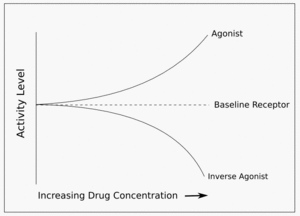 Agonist
Activity Level
Baseline Receptor
Inverse Agonist
Increasing Drug Concentration